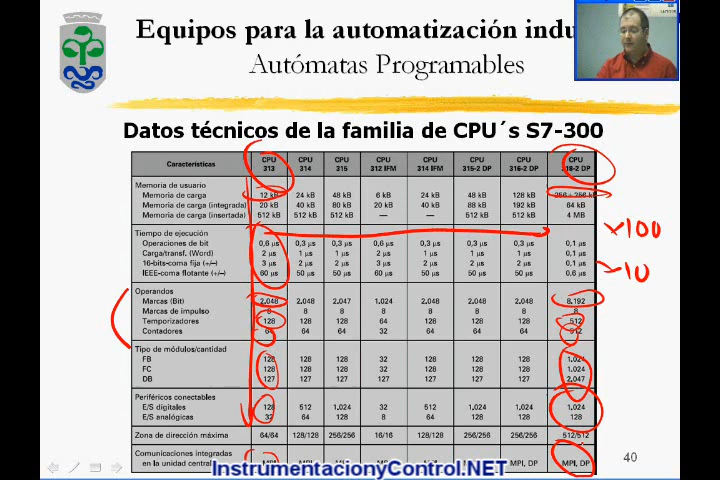 Equipos para la automatización indu
Autómatas Programables
Datos técnicos de la familia de CPU´s S7-300
Características CPU 313 CPU 314 CPU 315 CPU 312 IFM CPU 314 IFM CPU 315-2 DP CPU 316-2 DP CPU 318-2 DP
Memoria de usuario
Memoria de carga 12 kB 24 kB 48 kB 6 kB 24 kB 48 kB 128 kB 256 + 256 kB
Memoria de carga (integrada) 20 kB 40 kB 80 kB 20 kB 40 kB 88 kB 192 kB 64 kB
Memoria de carga (insertada) 512 kB 512 kB 512 kB — — 512 kB 512 kB 4 MB
×100
Tiempo de ejecución
Operaciones de bit 0,6 µs 0,3 µs 0,3 µs 0,6 µs 0,3 µs 0,3 µs 0,3 µs 0,1 µs
Carga/transf. (Word) 2 µs 1 µs 1 µs 2 µs 1 µs 1 µs 1 µs 0,1 µs
16-bits-coma fija (+/–) 3 µs 2 µs 2 µs 3 µs 2 µs 2 µs 2 µs 0,1 µs
IEEE-coma flotante (+/–) 60 µs 50 µs 50 µs 60 µs 50 µs 50 µs 50 µs 0,6 µs
×10
Operandos
Marcas (Bit) 2.048 2.048 2.047 1.024 2.048 2.048 2.048 8.192
Marcas de impulso 8 8 8 8 8 8 8 8
Temporizadores 128 128 128 64 128 128 128 512
Contadores 64 64 64 32 64 64 64 512
Tipo de módulos/cantidad
FB 128 128 128 32 128 128 128 1.024
FC 128 128 128 32 128 128 128 1.024
DB 127 127 127 127 127 127 127 2.047
Periféricos conectables
E/S digitales 128 512 1.024 32 512 1.024 1.024 1.024
E/S analógicas 32 64 128 8 64 128 128 128
Zona de dirección máxima 64/64 128/128 256/256 16/16 128/128 256/256 256/256 512/512
Comunicaciones integradas
en la unidad central MPI MPI, DP MPI, DP
40
InstrumentacionyControl.NET